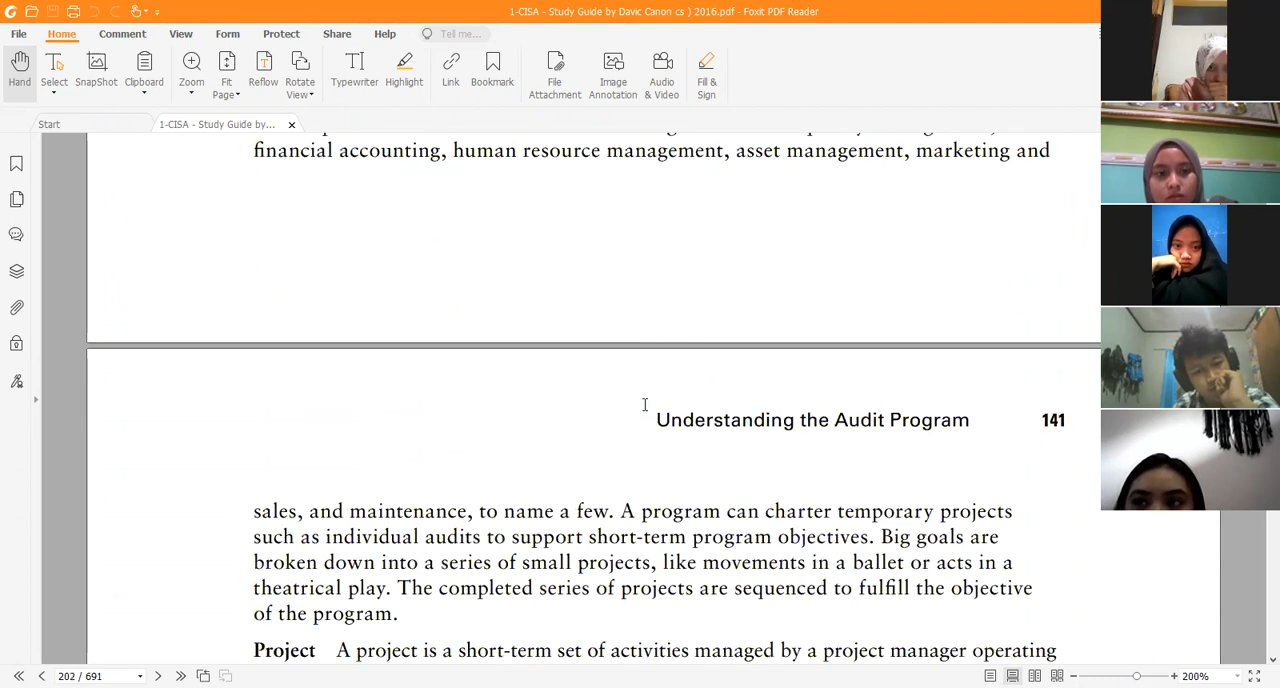 1-CISA - Study Guide by Davic Canon cs ) 2016.pdf - Foxit PDF Reader
File Home Comment View Form Protect Share Help Tell me...
Hand Select SnapShot Clipboard Zoom Fit Page Reflow Rotate View Typewriter Highlight Link Bookmark File Attachment Image Annotation Audio & Video Fill & Sign
Start 1-CISA - Study Guide by...
financial accounting, human resource management, asset management, marketing and
Understanding the Audit Program 141
sales, and maintenance, to name a few. A program can charter temporary projects
such as individual audits to support short-term program objectives. Big goals are
broken down into a series of small projects, like movements in a ballet or acts in a
theatrical play. The completed series of projects are sequenced to fulfill the objective
of the program.
Project A project is a short-term set of activities managed by a project manager operating
202 / 691 200%